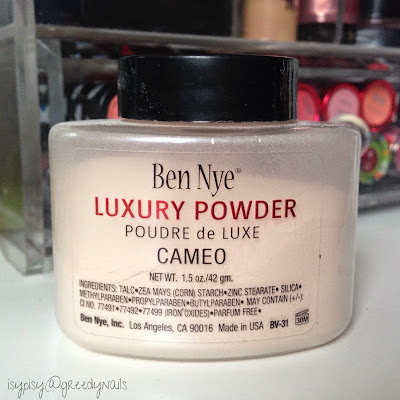 Ben Nye®
LUXURY POWDER
POUDRE de LUXE
CAMEO
NET WT. 1.5 oz./42 gm.
INGREDIENTS: TALC•ZEA MAYS (CORN) STARCH•ZINC STEARATE• SILICA•
METHYLPARABEN•PROPYLPARABEN•BUTYLPARABEN• MAY CONTAIN (+/-):
CI NO. 77491•77492•77499 (IRON OXIDES)•PARFUM FREE•
Ben Nye, Inc. Los Angeles, CA 90016 Made in USA BV-31 30M
isypisy@greedynails